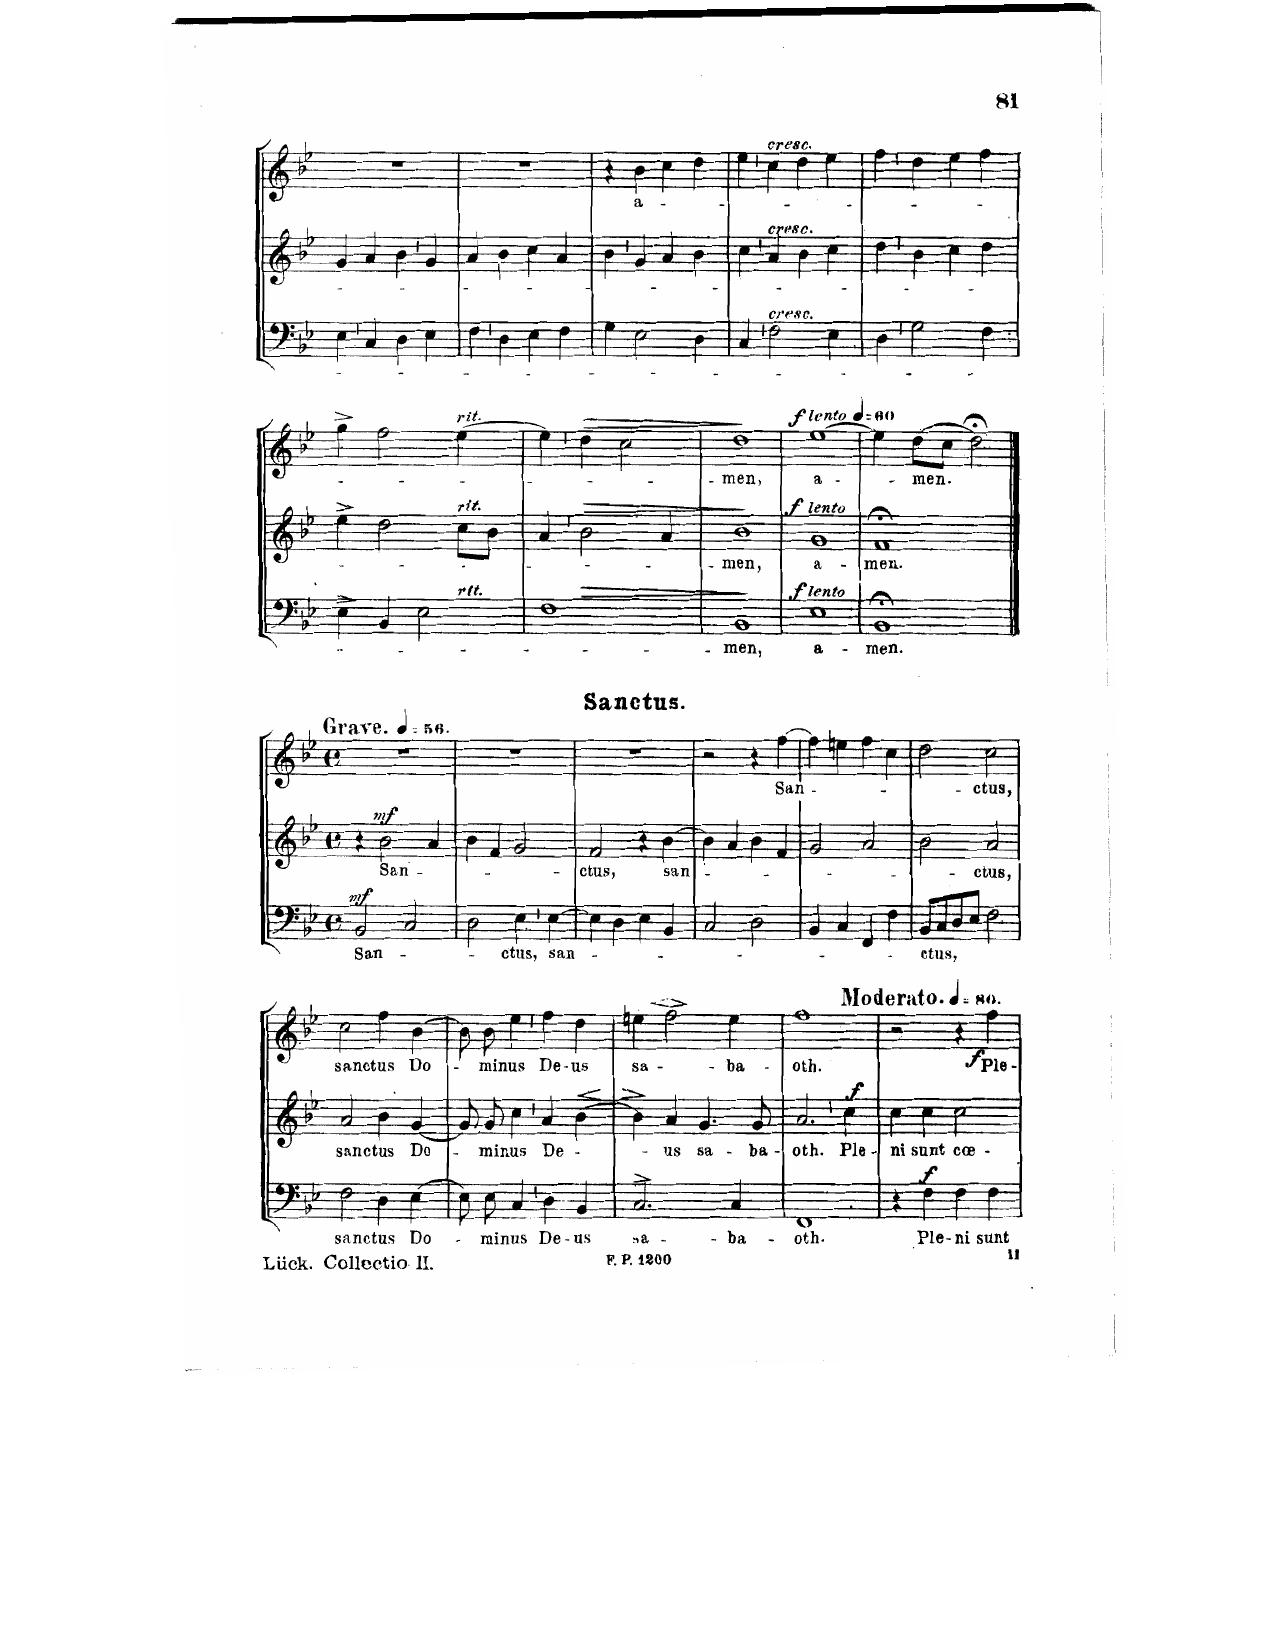 81
cresc.
a -
cresc.
cresc.
rit.
f lento ♩= 60
men, a - men.
rit.
f lento
men, a - men.
rit.
f lento
men, a - men.
Sanctus.
Grave. ♩= 56.
San - ctus,
mf
San - ctus, san - ctus,
mf
San - ctus, san - ctus,
Moderato. ♩= 80.
sanctus Do - minus De - us sa - ba - oth. f Ple -
f
sanctus Do - minus De - us sa - ba - oth. Ple - ni sunt cœ -
f
sanctus Do - minus De - us sa - ba - oth. Ple - ni sunt
Lück. Collectio II. F. P. 1200 11